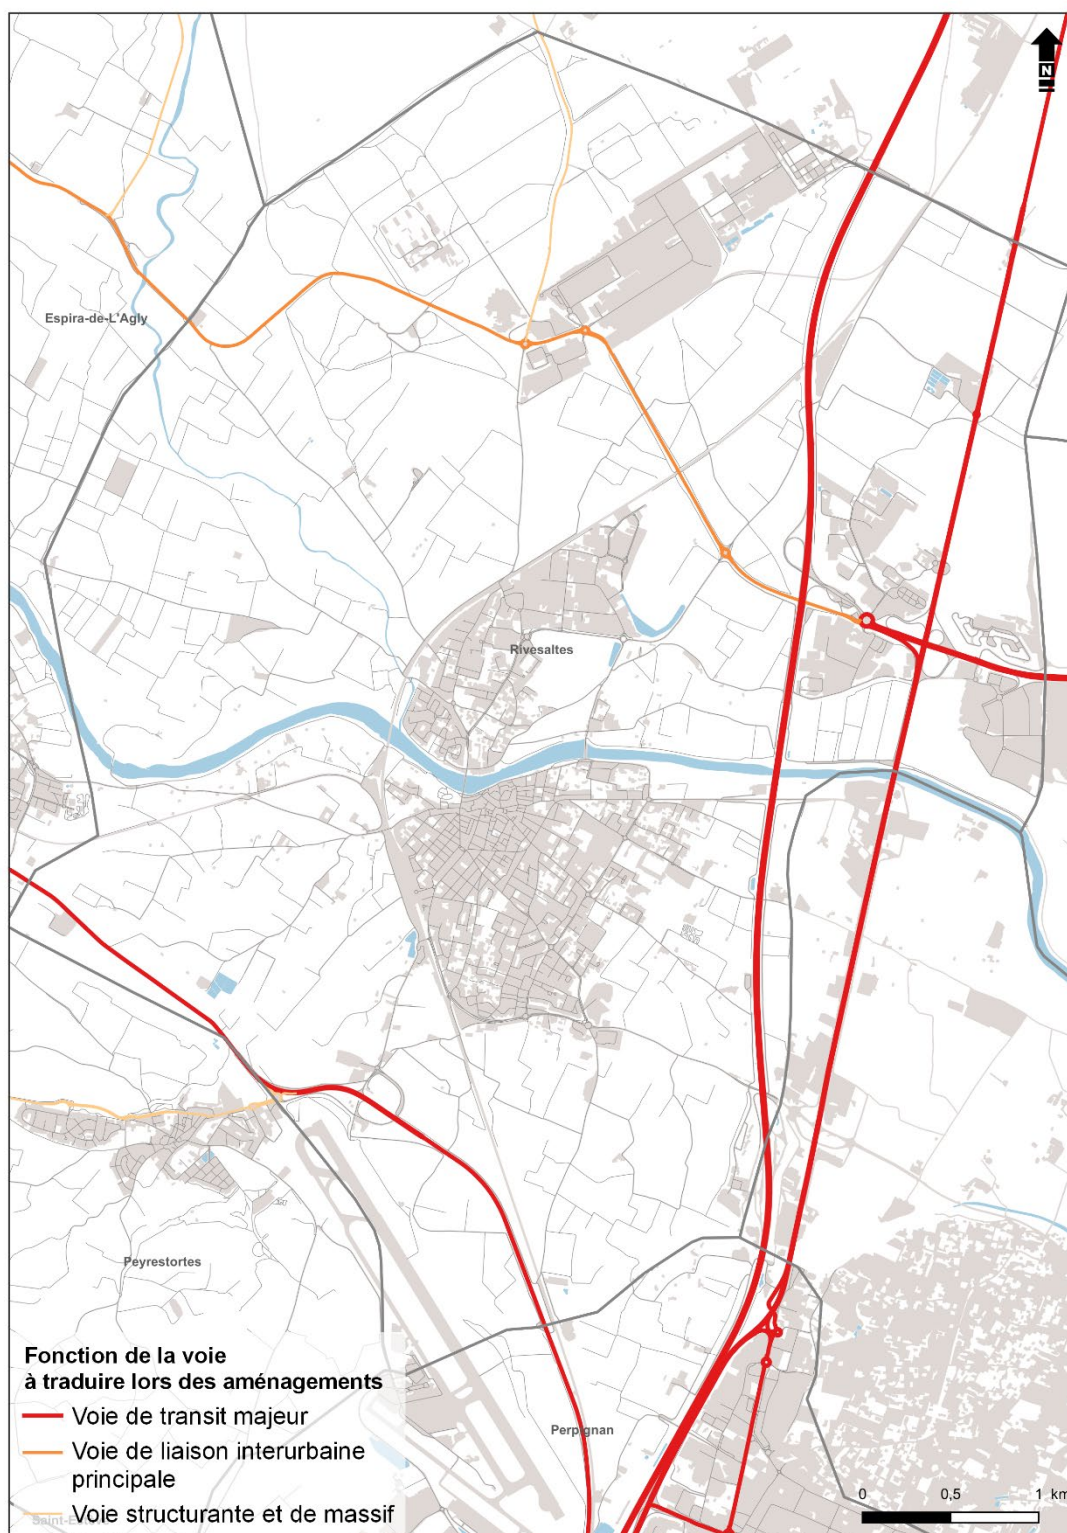 N
Espira-de-L'Agly
Rivesaltes
Peyrestortes
Perpignan
Fonction de la voie
à traduire lors des aménagements
Voie de transit majeur
Voie de liaison interurbaine
principale
Voie structurante et de massif
0 0,5 1 km